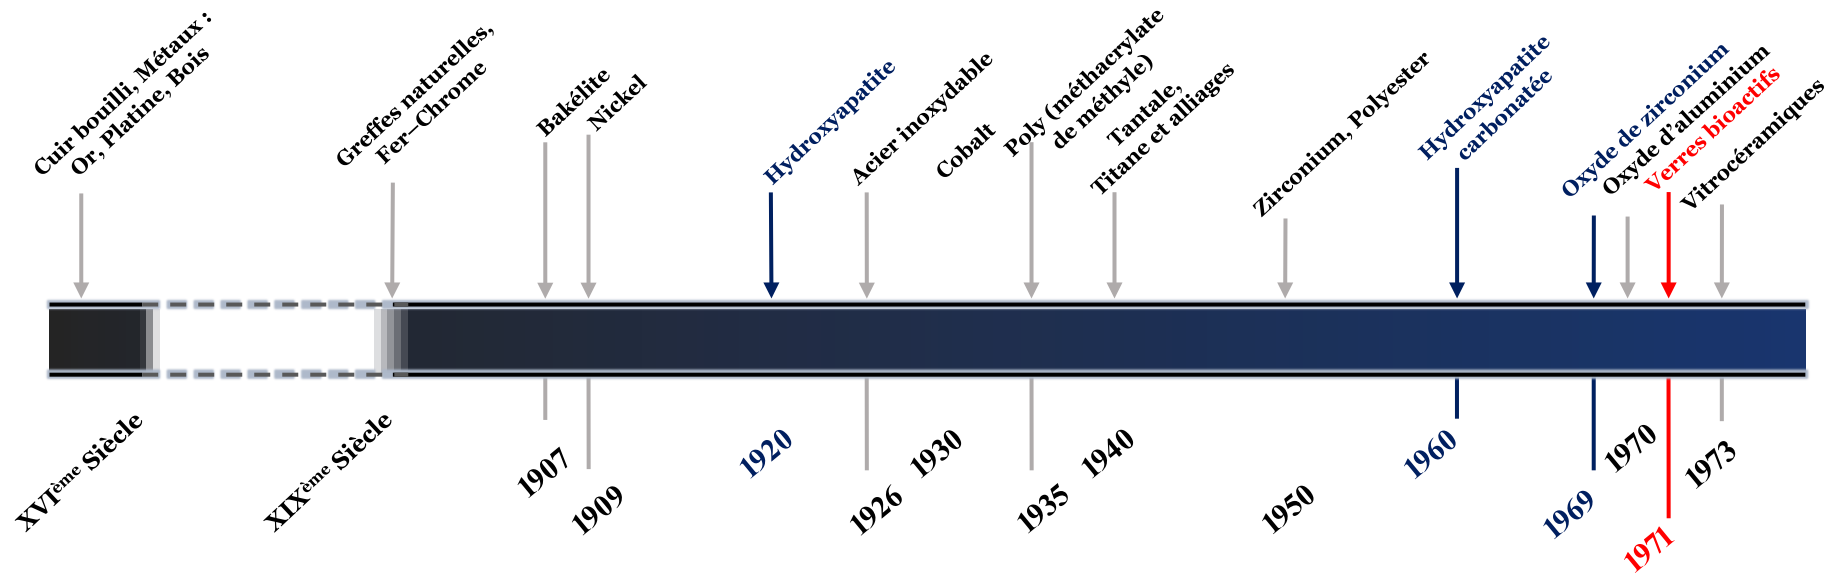 Cuir bouilli, Métaux :
Or, Platine, Bois
Greffes naturelles,
Fer–Chrome
Bakélite
Nickel
Hydroxyapatite
Acier inoxydable
Cobalt
Poly (méthacrylate
de méthyle)
Tantale,
Titane et alliages
Zirconium, Polyester
Hydroxyapatite
carbonatée
Oxyde de zirconium
Oxyde d'aluminium
Verres bioactifs
Vitrocéramiques
XVIème Siècle
XIXème Siècle
1907
1909
1920
1926
1930
1935
1940
1950
1960
1969
1970
1971
1973